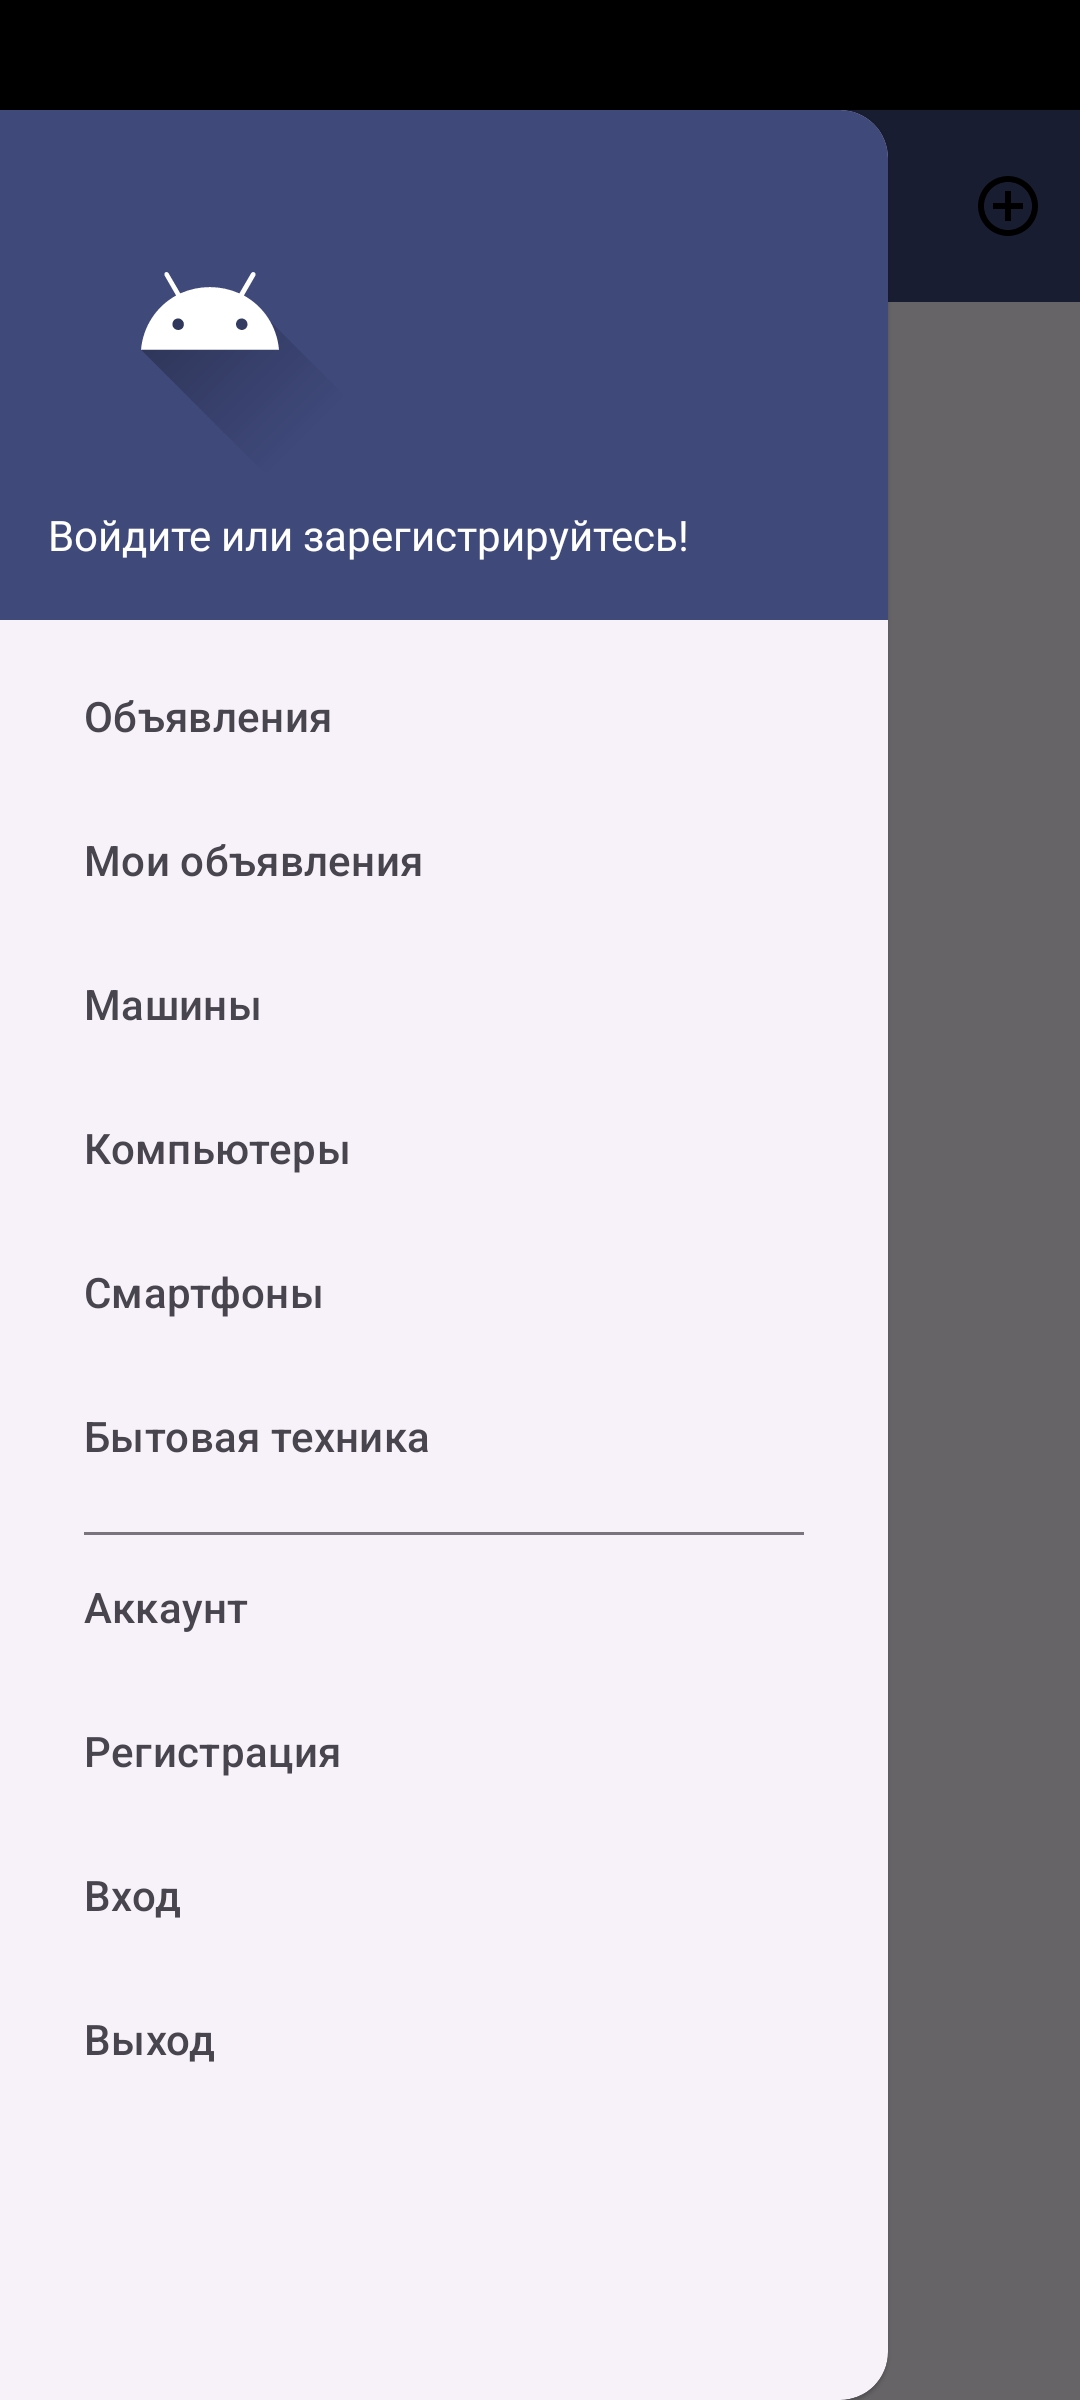 Войдите или зарегистрируйтесь!
Объявления
Мои объявления
Машины
Компьютеры
Смартфоны
Бытовая техника
Аккаунт
Регистрация
Вход
Выход